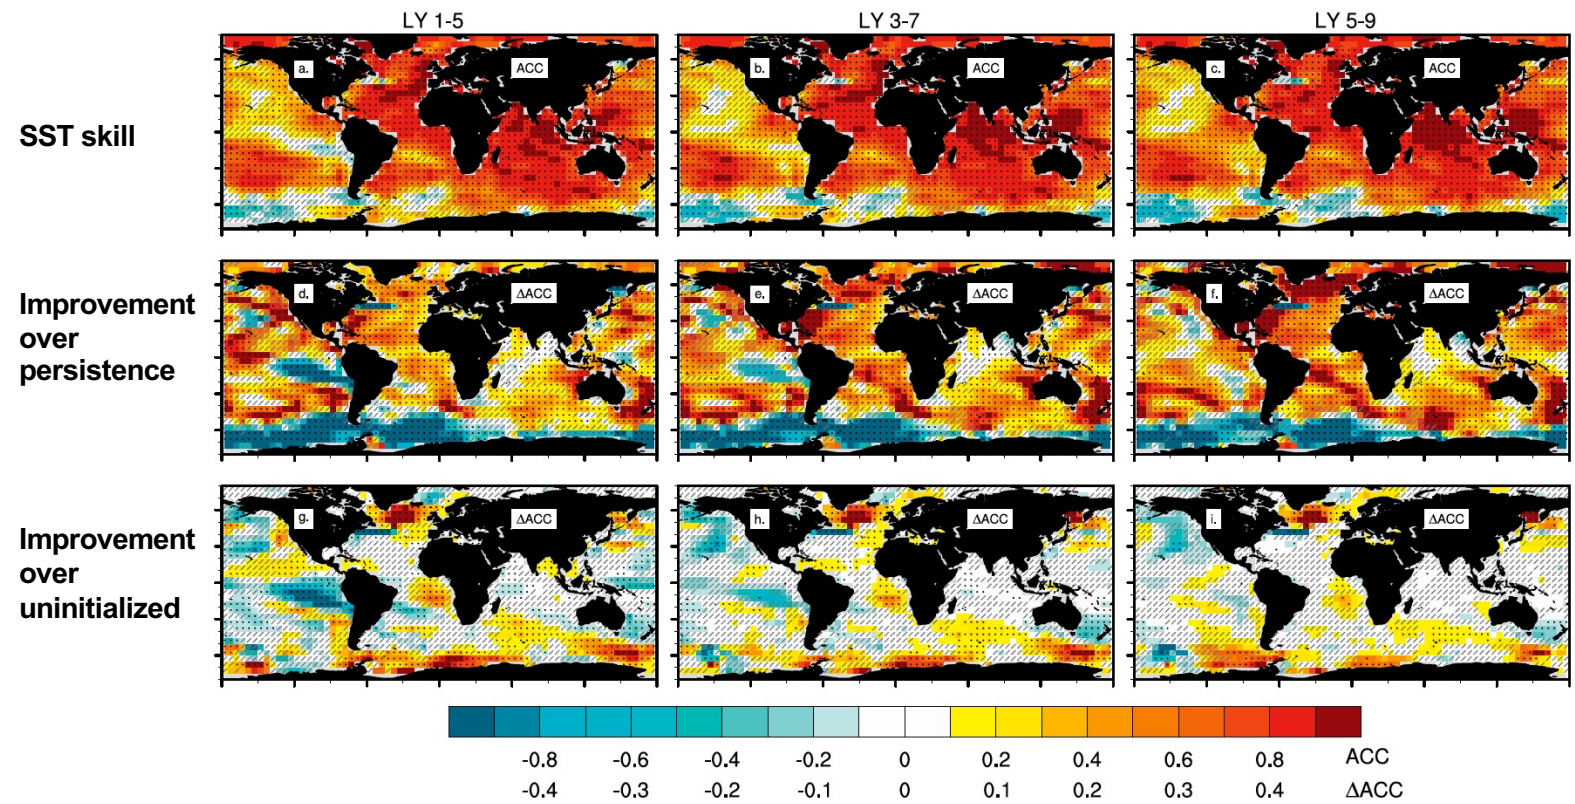 LY 1-5 LY 3-7 LY 5-9
SST skill
a. ACC b. ACC c. ACC
Improvement
over
persistence
d. ΔACC e. ΔACC f. ΔACC
Improvement
over
uninitialized
g. ΔACC h. ΔACC i. ΔACC
-0.8 -0.6 -0.4 -0.2 0 0.2 0.4 0.6 0.8 ACC
-0.4 -0.3 -0.2 -0.1 0 0.1 0.2 0.3 0.4 ΔACC